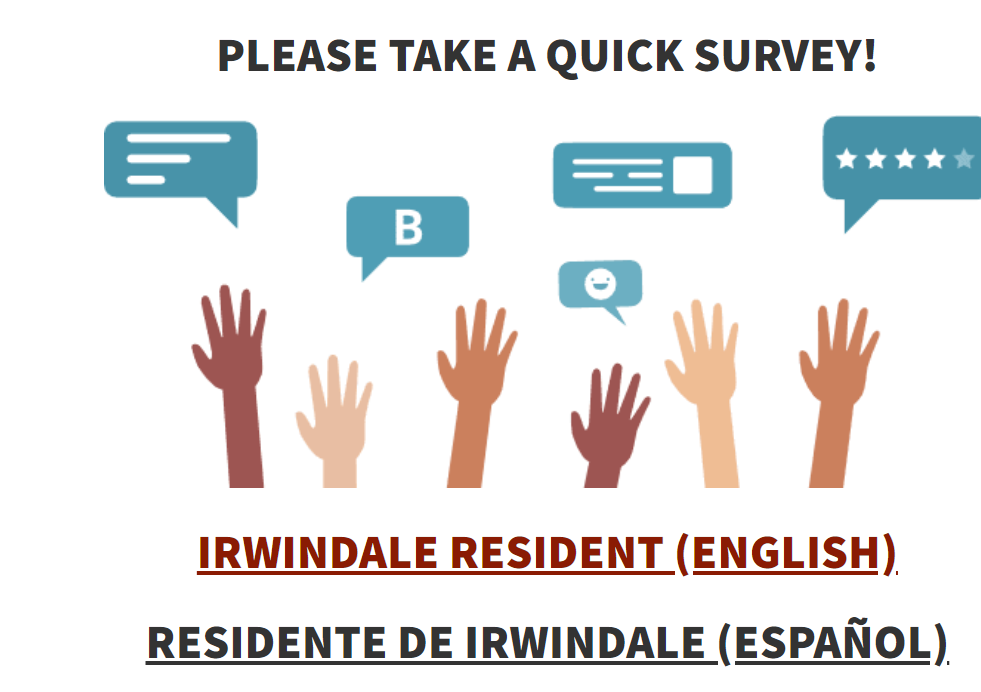 PLEASE TAKE A QUICK SURVEY!
B
IRWINDALE RESIDENT (ENGLISH)
RESIDENTE DE IRWINDALE (ESPAÑOL)